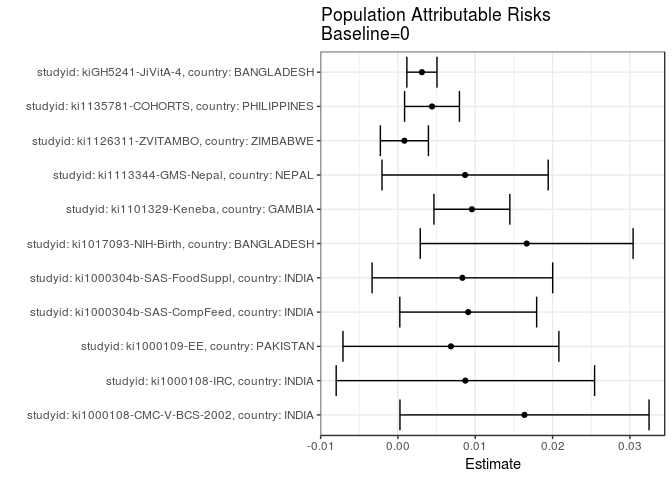 Population Attributable Risks
Baseline=0
studyid: kiGH5241-JiVitA-4, country: BANGLADESH
studyid: ki1135781-COHORTS, country: PHILIPPINES
studyid: ki1126311-ZVITAMBO, country: ZIMBABWE
studyid: ki1113344-GMS-Nepal, country: NEPAL
studyid: ki1101329-Keneba, country: GAMBIA
studyid: ki1017093-NIH-Birth, country: BANGLADESH
studyid: ki1000304b-SAS-FoodSuppl, country: INDIA
studyid: ki1000304b-SAS-CompFeed, country: INDIA
studyid: ki1000109-EE, country: PAKISTAN
studyid: ki1000108-IRC, country: INDIA
studyid: ki1000108-CMC-V-BCS-2002, country: INDIA
-0.01 0.00 0.01 0.02 0.03
Estimate